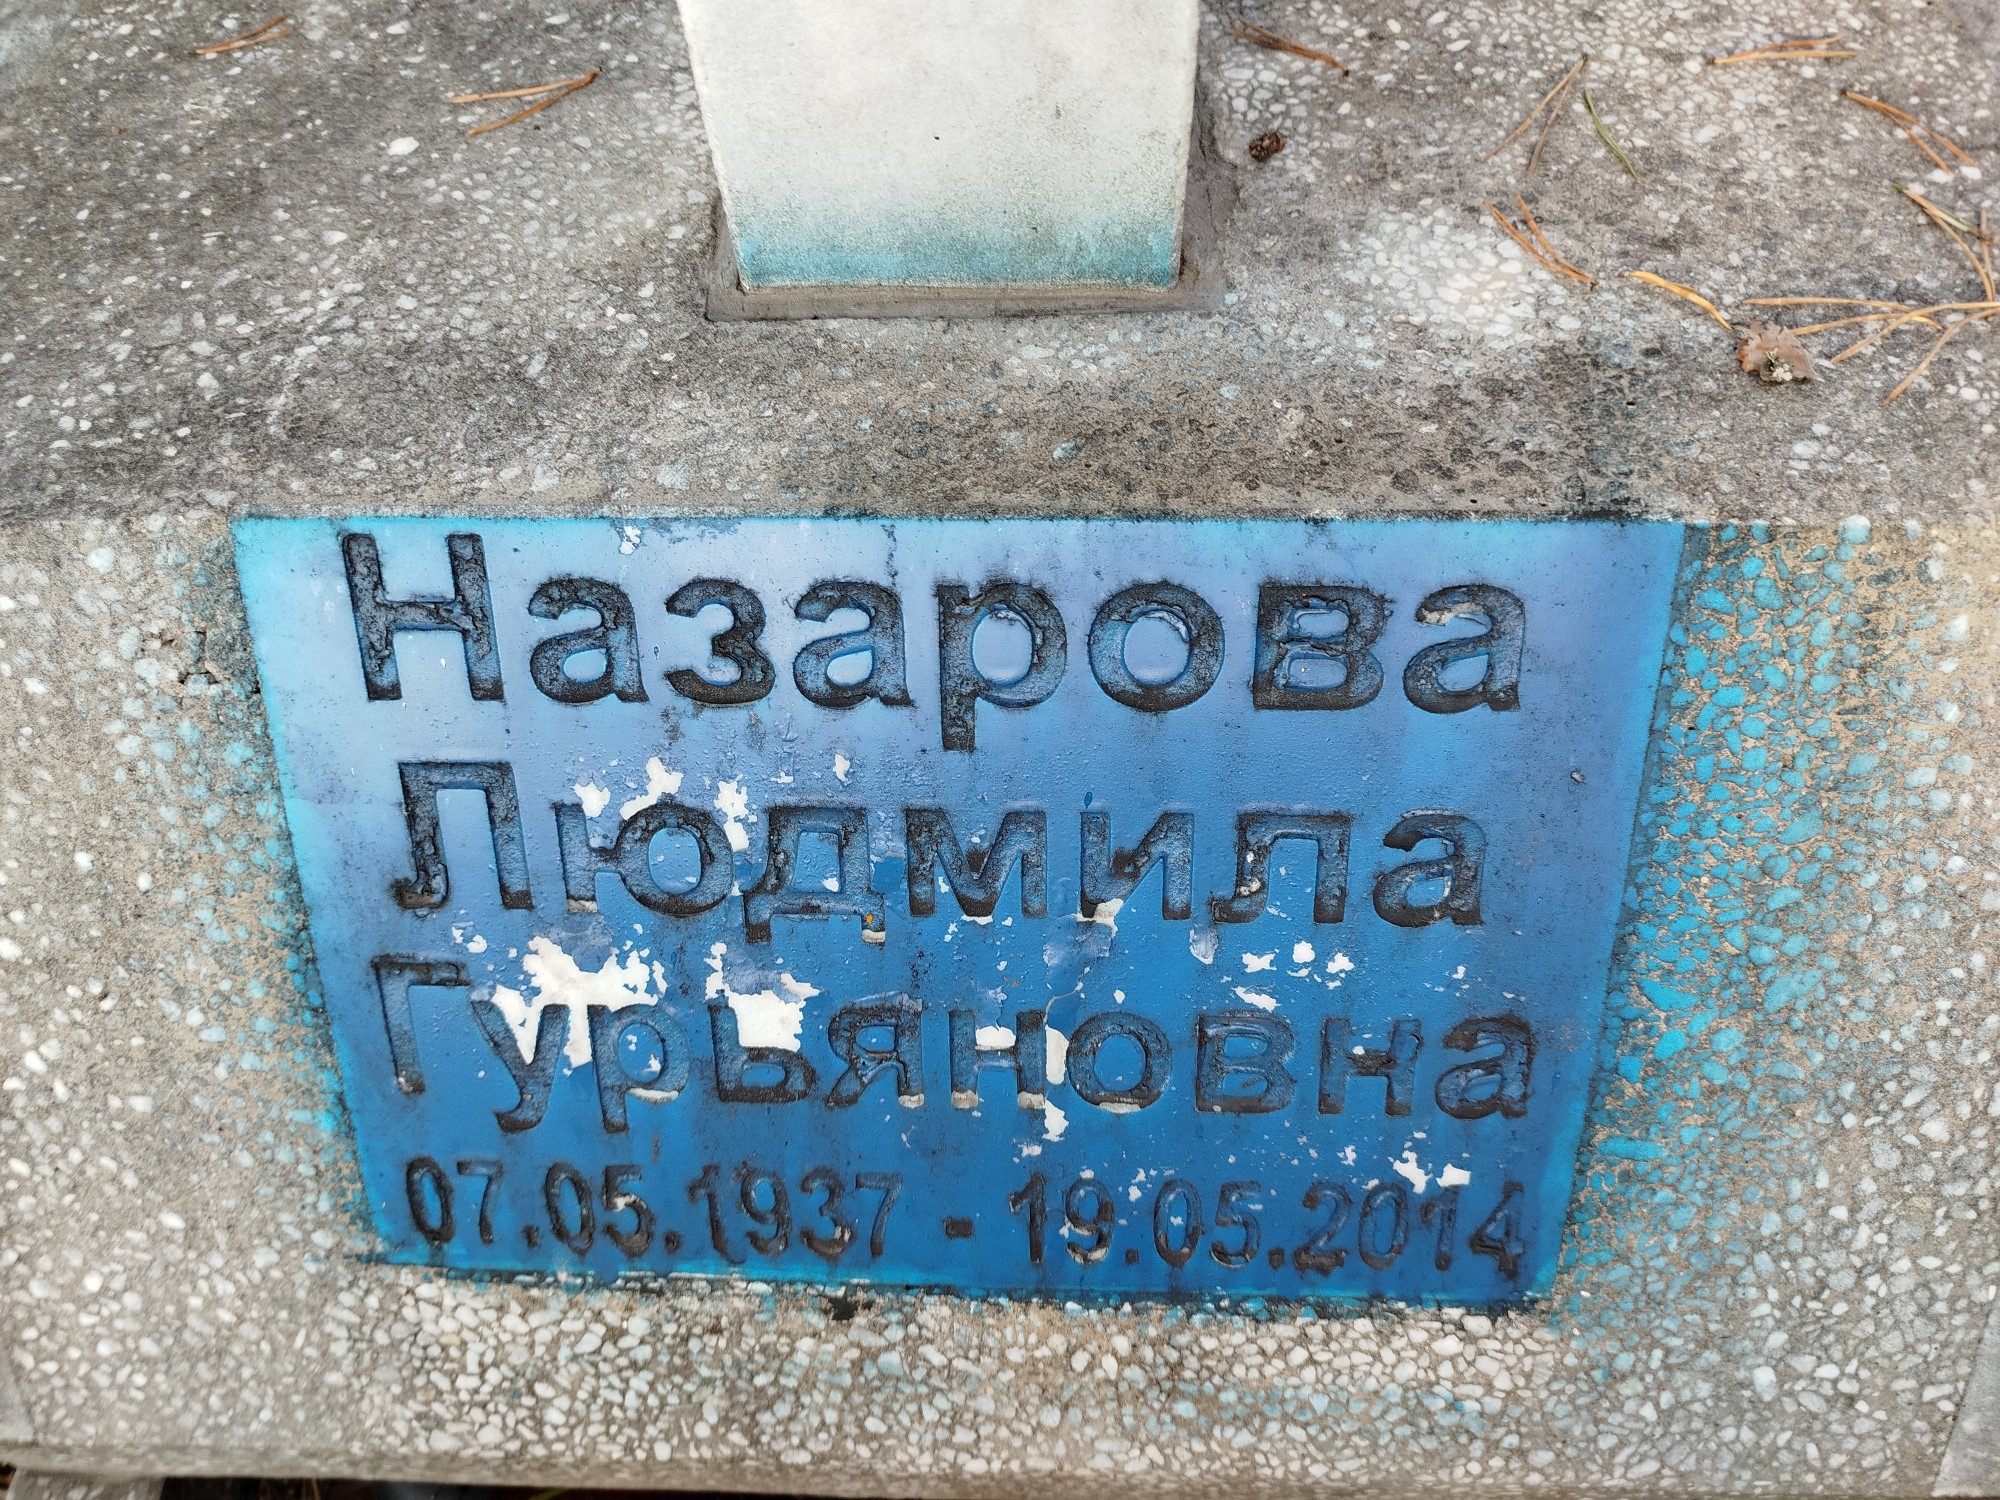 Назарова
Людмила
Гурьяновна
07.05.1937 - 19.05.2014